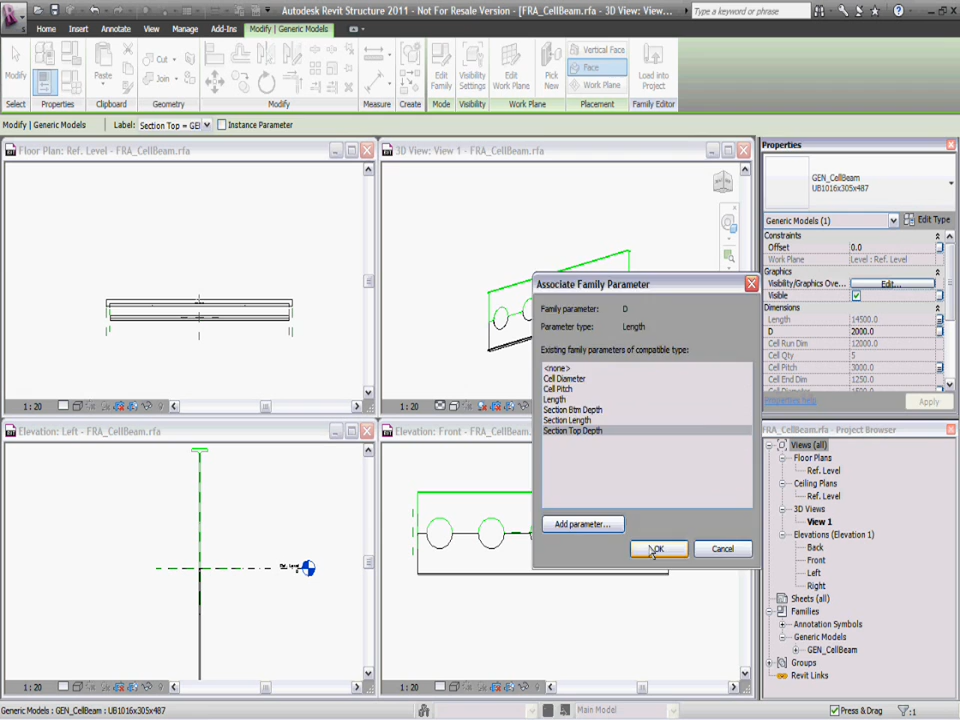 Autodesk Revit Structure 2011 - Not For Resale Version - [FRA_CellBeam.rfa - 3D View: View...
Type a keyword or phrase
Home Insert Annotate View Manage Add-Ins Modify | Generic Models
Modify
Paste
Cut
Join
Edit Family
Visibility Settings
Edit Work Plane
Pick New
Vertical Face
Face
Work Plane
Load into Project
Select Properties Clipboard Geometry Modify Measure Create Mode Visibility Work Plane Placement Family Editor
Modify | Generic Models Label: Section Top = GEN Instance Parameter
Floor Plan: Ref. Level - FRA_CellBeam.rfa
3D View: View 1 - FRA_CellBeam.rfa
1 : 20
1 : 20
Elevation: Left - FRA_CellBeam.rfa
Elevation: Front - FRA_CellBeam.rfa
1 : 20
1 : 20
Associate Family Parameter
Family parameter: D
Parameter type: Length
Existing family parameters of compatible type:
<none>
Cell Diameter
Cell Pitch
Length
Section Btm Depth
Section Length
Section Top Depth
Add parameter...
OK Cancel
Properties
GEN_CellBeam
UB1016x305x487
Generic Models (1) Edit Type
Constraints
Offset 0.0
Work Plane Level : Ref. Level
Graphics
Visibility/Graphics Ove... Edit...
Visible
Dimensions
Length 14500.0
D 2000.0
Cell Run Dim 12000.0
Cell Qty 5
Cell Pitch 3000.0
Cell End Dim 1250.0
Properties help Apply
FRA_CellBeam.rfa - Project Browser
Views (all)
Floor Plans
Ref. Level
Ceiling Plans
Ref. Level
3D Views
View 1
Elevations (Elevation 1)
Back
Front
Left
Right
Sheets (all)
Families
Annotation Symbols
Generic Models
GEN_CellBeam
Groups
Revit Links
Generic Models : GEN_CellBeam : UB1016x305x487 Main Model Press & Drag :1